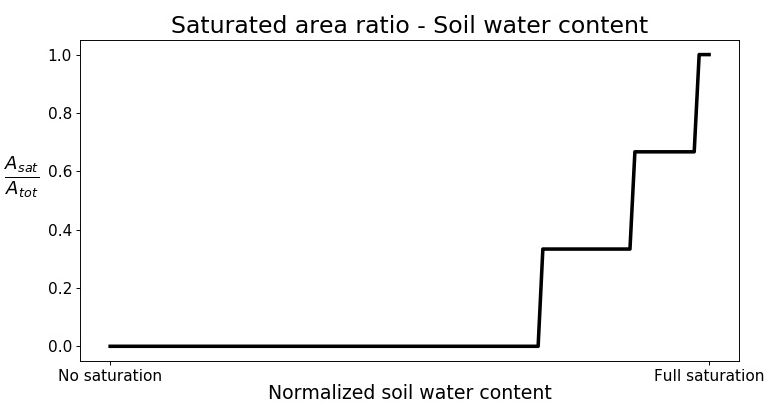 Saturated area ratio - Soil water content
1.0
0.8
0.6
0.4
0.2
0.0
A_sat
A_tot
No saturation
Full saturation
Normalized soil water content